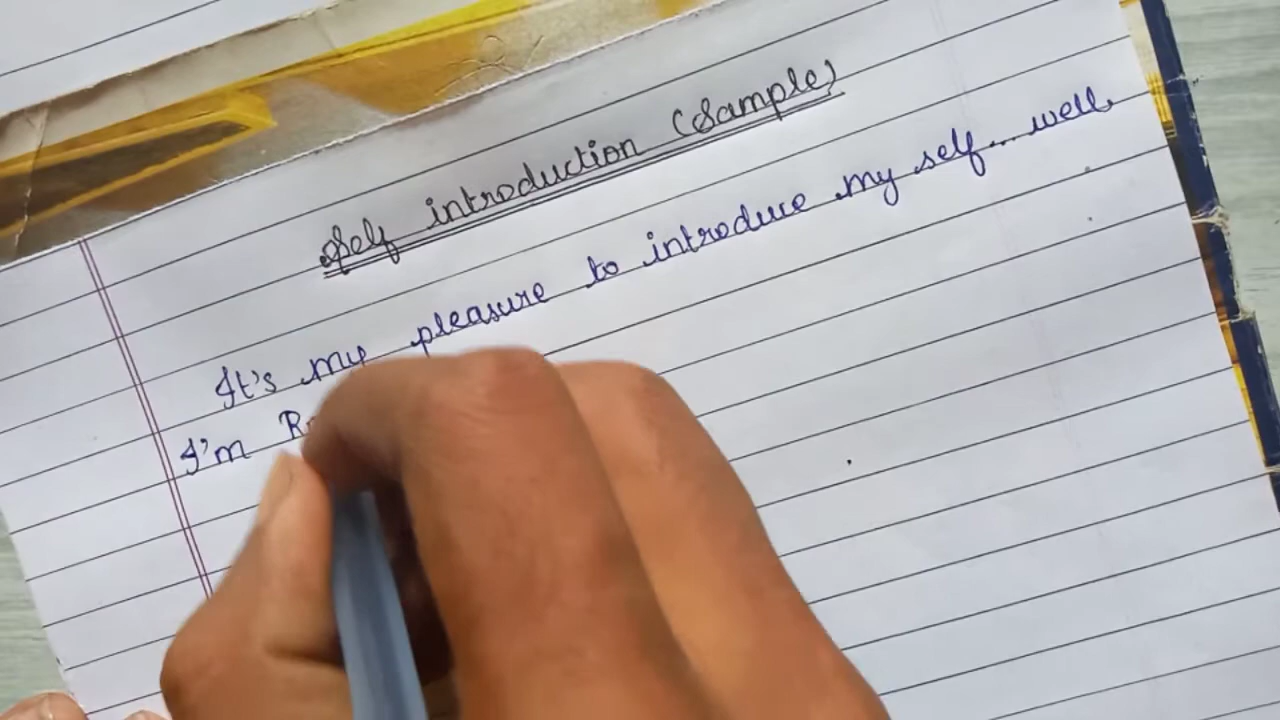 Self introduction (Sample)
It's my pleasure to introduce my self... well
I'm